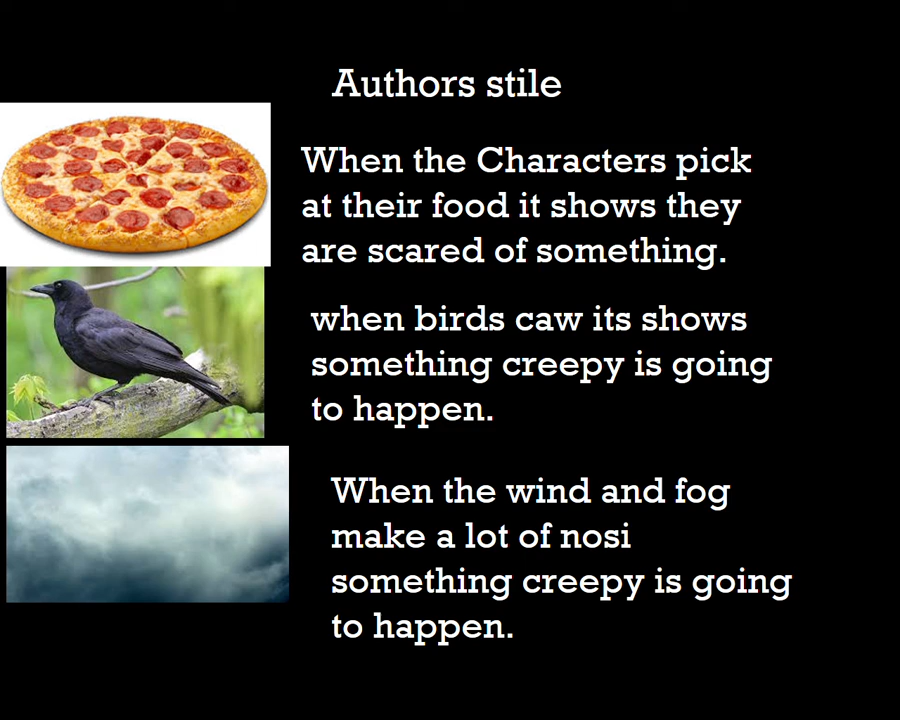 Authors stile
When the Characters pick
at their food it shows they
are scared of something.
when birds caw its shows
something creepy is going
to happen.
When the wind and fog
make a lot of nosi
something creepy is going
to happen.